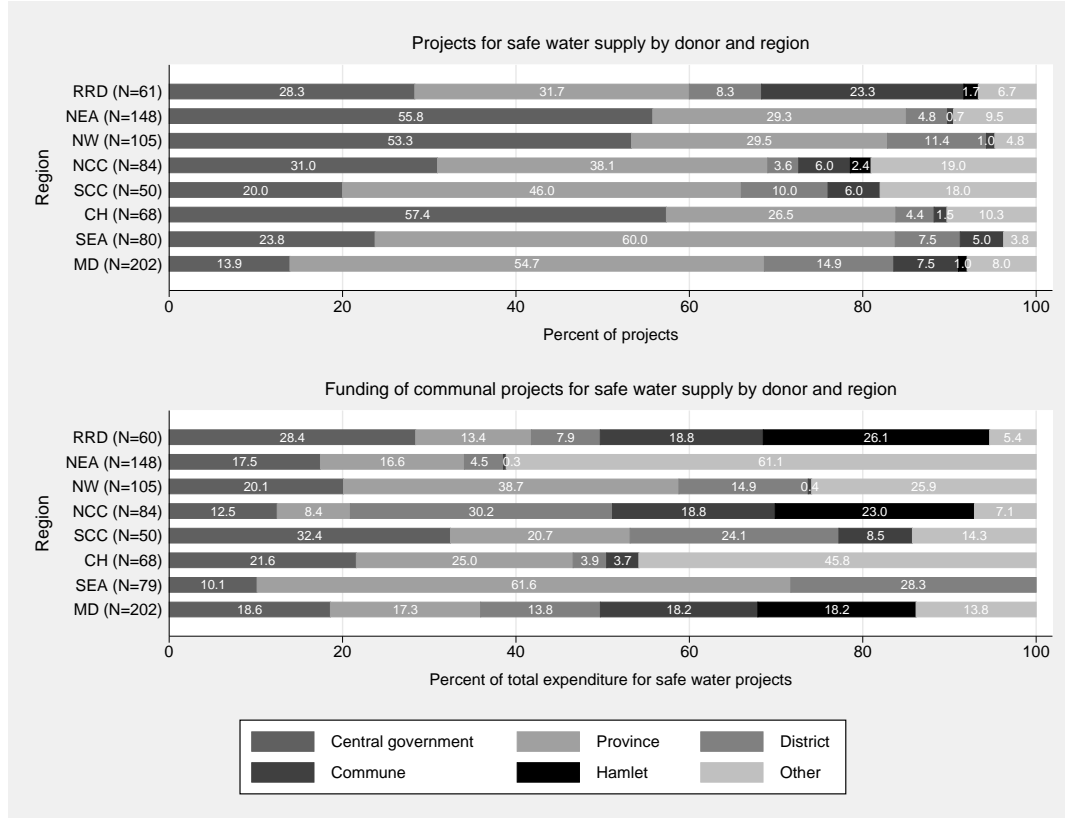 Projects for safe water supply by donor and region
Region
RRD (N=61) 28.3 31.7 8.3 23.3 1.7 6.7
NEA (N=148) 55.8 29.3 4.8 0.7 9.5
NW (N=105) 53.3 29.5 11.4 1.0 4.8
NCC (N=84) 31.0 38.1 3.6 6.0 2.4 19.0
SCC (N=50) 20.0 46.0 10.0 6.0 18.0
CH (N=68) 57.4 26.5 4.4 1.5 10.3
SEA (N=80) 23.8 60.0 7.5 5.0 3.8
MD (N=202) 13.9 54.7 14.9 7.5 1.0 8.0
0 20 40 60 80 100
Percent of projects
Funding of communal projects for safe water supply by donor and region
Region
RRD (N=60) 28.4 13.4 7.9 18.8 26.1 5.4
NEA (N=148) 17.5 16.6 4.5 0.3 61.1
NW (N=105) 20.1 38.7 14.9 0.4 25.9
NCC (N=84) 12.5 8.4 30.2 18.8 23.0 7.1
SCC (N=50) 32.4 20.7 24.1 8.5 14.3
CH (N=68) 21.6 25.0 3.9 3.7 45.8
SEA (N=79) 10.1 61.6 28.3
MD (N=202) 18.6 17.3 13.8 18.2 18.2 13.8
0 20 40 60 80 100
Percent of total expenditure for safe water projects
Central government Province District
Commune Hamlet Other